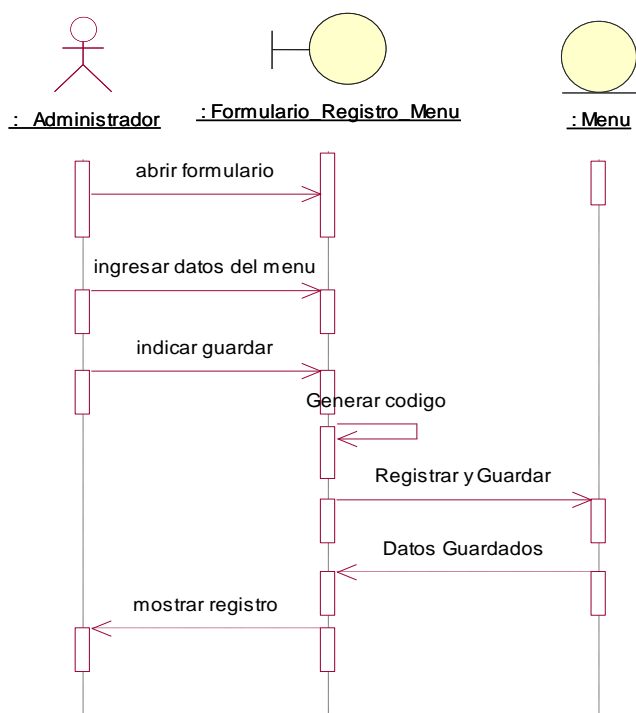 : Administrador
: Formulario_Registro_Menu
: Menu
abrir formulario
ingresar datos del menu
indicar guardar
Generar codigo
Registrar y Guardar
Datos Guardados
mostrar registro